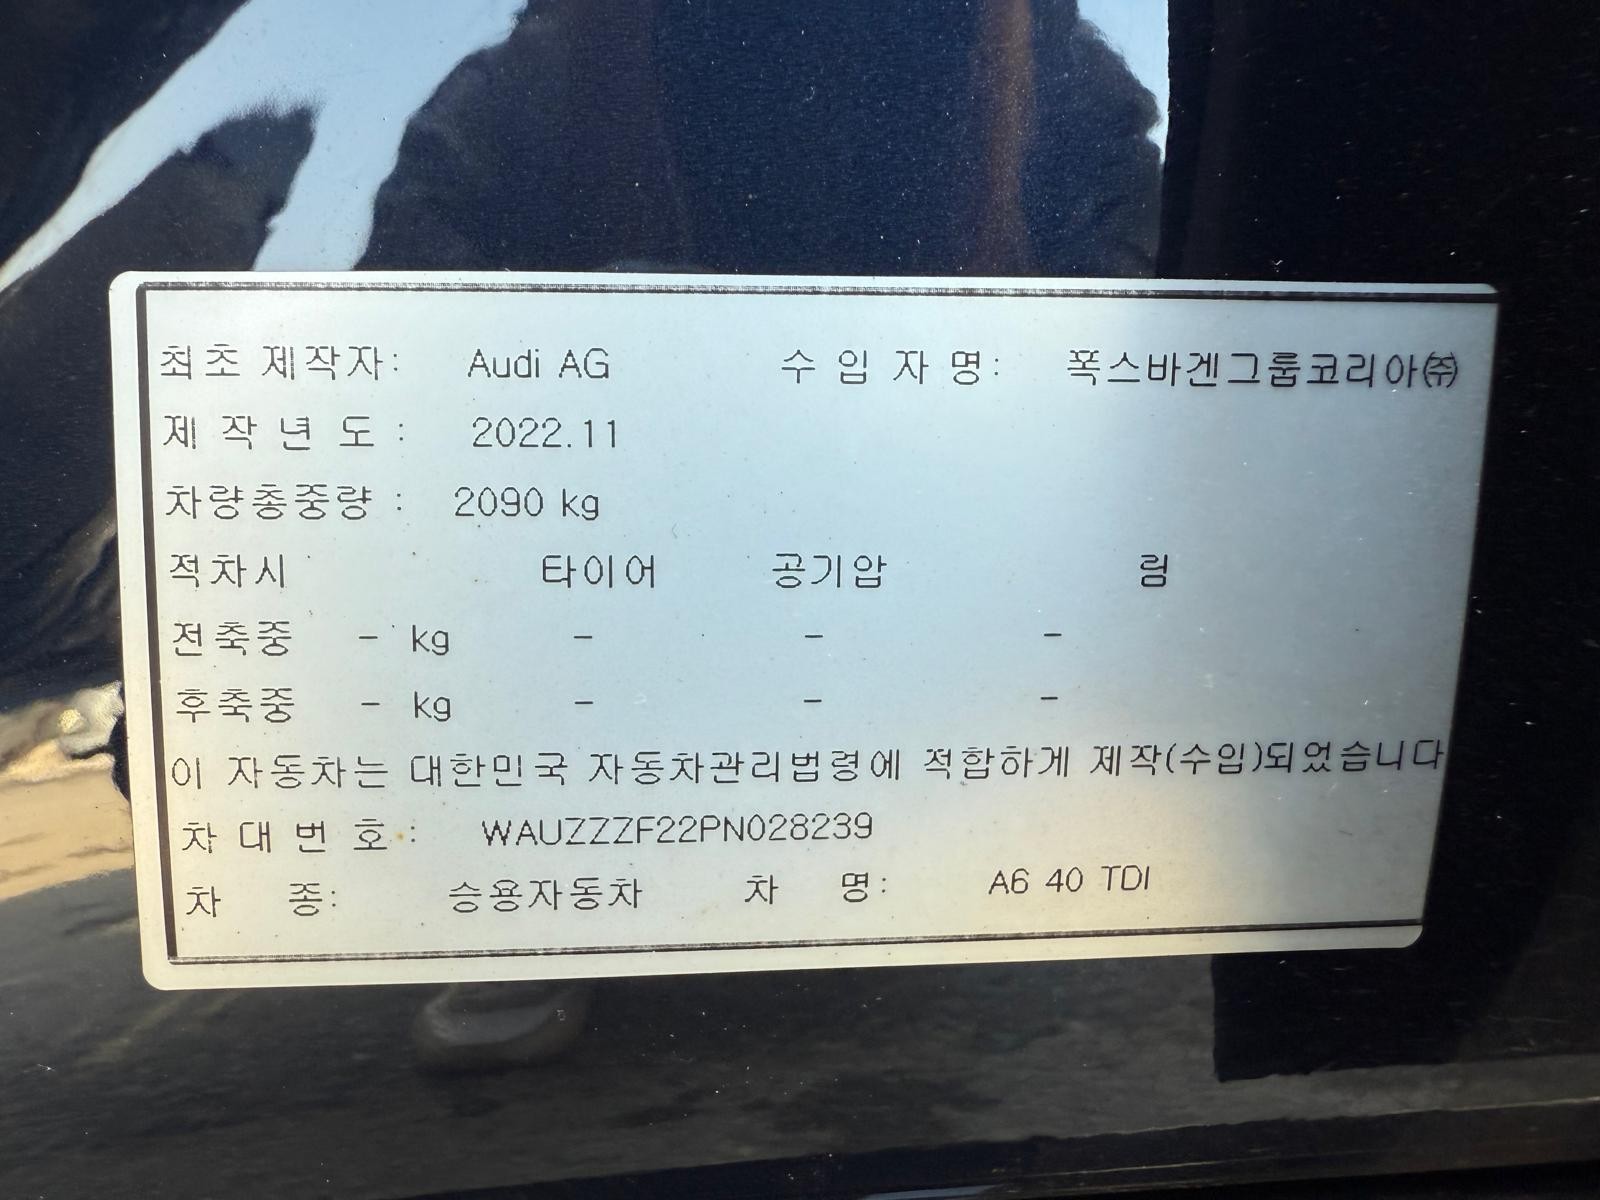 최초 제작자: Audi AG 수 입 자 명: 폭스바겐그룹코리아㈜
제 작 년 도 : 2022.11
차량총중량 : 2090 kg
적차시 타이어 공기압 림
전축중 - kg - - -
후축중 - kg - - -
이 자동차는 대한민국 자동차관리법령에 적합하게 제작(수입)되었습니다
차 대 번 호 : WAUZZZF22PN028239
차 종: 승용자동차 차 명: A6 40 TDI